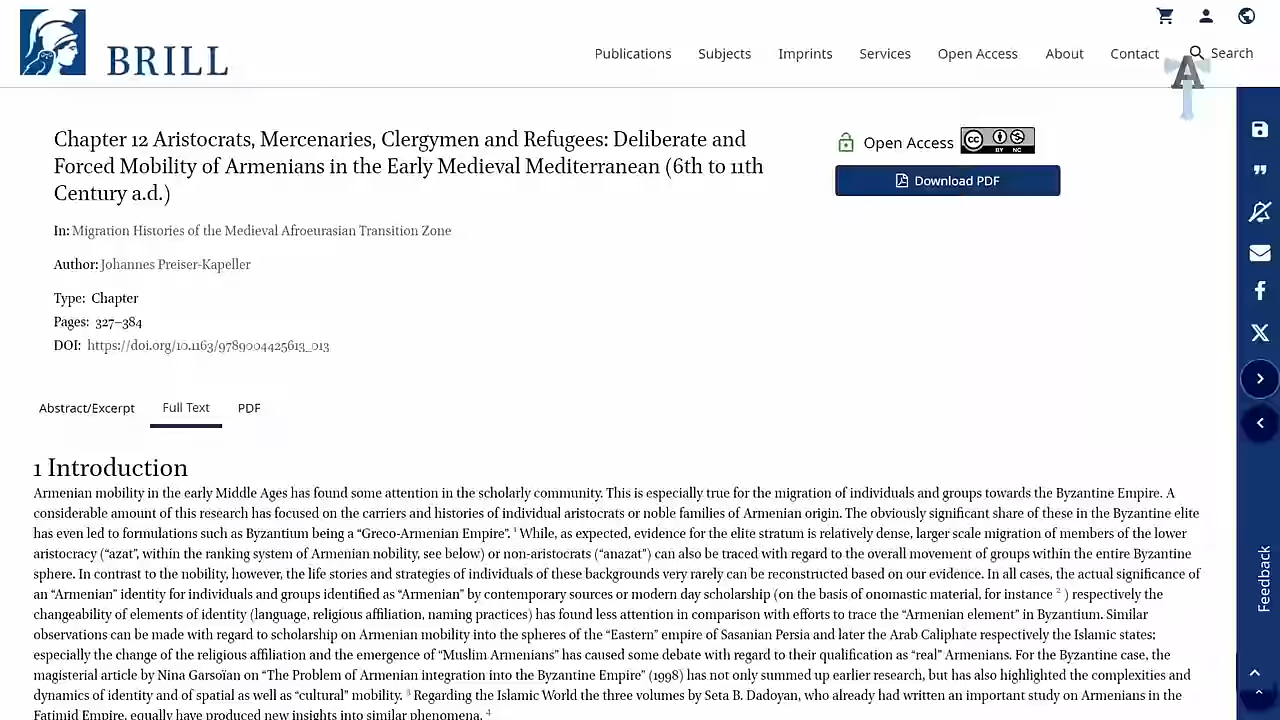 BRILL
Publications Subjects Imprints Services Open Access About Contact Search
A
Chapter 12 Aristocrats, Mercenaries, Clergymen and Refugees: Deliberate and
Forced Mobility of Armenians in the Early Medieval Mediterranean (6th to 11th
Century a.d.)
Open Access
BY NC
Download PDF
In: Migration Histories of the Medieval Afroeurasian Transition Zone
Author: Johannes Preiser-Kapeller
Type: Chapter
Pages: 327–384
DOI: https://doi.org/10.1163/9789004425613_013
Abstract/Excerpt Full Text PDF
1 Introduction
Armenian mobility in the early Middle Ages has found some attention in the scholarly community. This is especially true for the migration of individuals and groups towards the Byzantine Empire. A
considerable amount of this research has focused on the carriers and histories of individual aristocrats or noble families of Armenian origin. The obviously significant share of these in the Byzantine elite
has even led to formulations such as Byzantium being a “Greco-Armenian Empire”. 1 While, as expected, evidence for the elite stratum is relatively dense, larger scale migration of members of the lower
aristocracy (“azat”, within the ranking system of Armenian nobility, see below) or non-aristocrats (“anazat”) can also be traced with regard to the overall movement of groups within the entire Byzantine
sphere. In contrast to the nobility, however, the life stories and strategies of individuals of these backgrounds very rarely can be reconstructed based on our evidence. In all cases, the actual significance of
an “Armenian” identity for individuals and groups identified as “Armenian” by contemporary sources or modern day scholarship (on the basis of onomastic material, for instance 2 ) respectively the
changeability of elements of identity (language, religious affiliation, naming practices) has found less attention in comparison with efforts to trace the “Armenian element” in Byzantium. Similar
observations can be made with regard to scholarship on Armenian mobility into the spheres of the “Eastern” empire of Sasanian Persia and later the Arab Caliphate respectively the Islamic states;
especially the change of the religious affiliation and the emergence of “Muslim Armenians” has caused some debate with regard to their qualification as “real” Armenians. For the Byzantine case, the
magisterial article by Nina Garsoïan on “The Problem of Armenian integration into the Byzantine Empire” (1998) has not only summed up earlier research, but has also highlighted the complexities and
dynamics of identity and of spatial as well as “cultural” mobility. 3 Regarding the Islamic World the three volumes by Seta B. Dadoyan, who already had written an important study on Armenians in the
Fatimid Empire, equally have produced new insights into similar phenomena. 4
Feedback